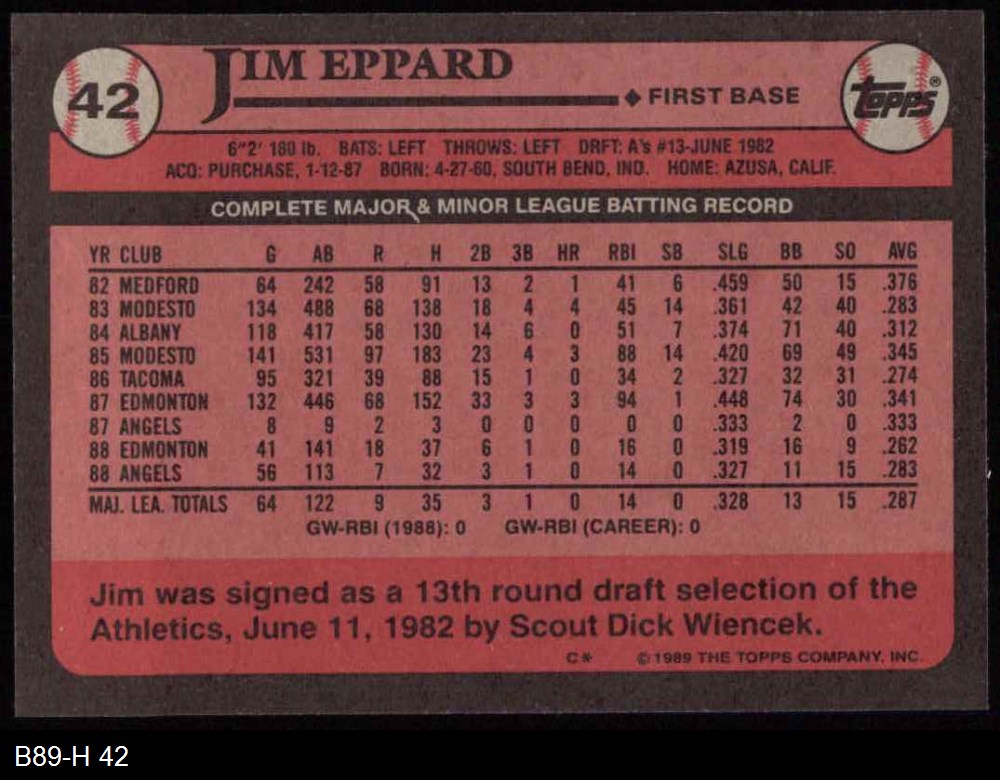 42
JIM EPPARD
◆ FIRST BASE
TOPPS®
6"2' 180 lb. BATS: LEFT THROWS: LEFT DRFT: A's #13-JUNE 1982
ACQ: PURCHASE, 1-12-87 BORN: 4-27-60, SOUTH BEND, IND. HOME: AZUSA, CALIF.
COMPLETE MAJOR & MINOR LEAGUE BATTING RECORD
YR CLUB G AB R H 2B 3B HR RBI SB SLG BB SO AVG
82 MEDFORD 64 242 58 91 13 2 1 41 6 .459 50 15 .376
83 MODESTO 134 488 68 138 18 4 4 45 14 .361 42 40 .283
84 ALBANY 118 417 58 130 14 6 0 51 7 .374 71 40 .312
85 MODESTO 141 531 97 183 23 4 3 88 14 .420 69 49 .345
86 TACOMA 95 321 39 88 15 1 0 34 2 .327 32 31 .274
87 EDMONTON 132 446 68 152 33 3 3 94 1 .448 74 30 .341
87 ANGELS 8 9 2 3 0 0 0 0 0 .333 2 0 .333
88 EDMONTON 41 141 18 37 6 1 0 16 0 .319 16 9 .262
88 ANGELS 56 113 7 32 3 1 0 14 0 .327 11 15 .283
MAJ. LEA. TOTALS 64 122 9 35 3 1 0 14 0 .328 13 15 .287
GW-RBI (1988): 0 GW-RBI (CAREER): 0
Jim was signed as a 13th round draft selection of the
Athletics, June 11, 1982 by Scout Dick Wiencek.
C* © 1989 THE TOPPS COMPANY, INC.
B89-H 42